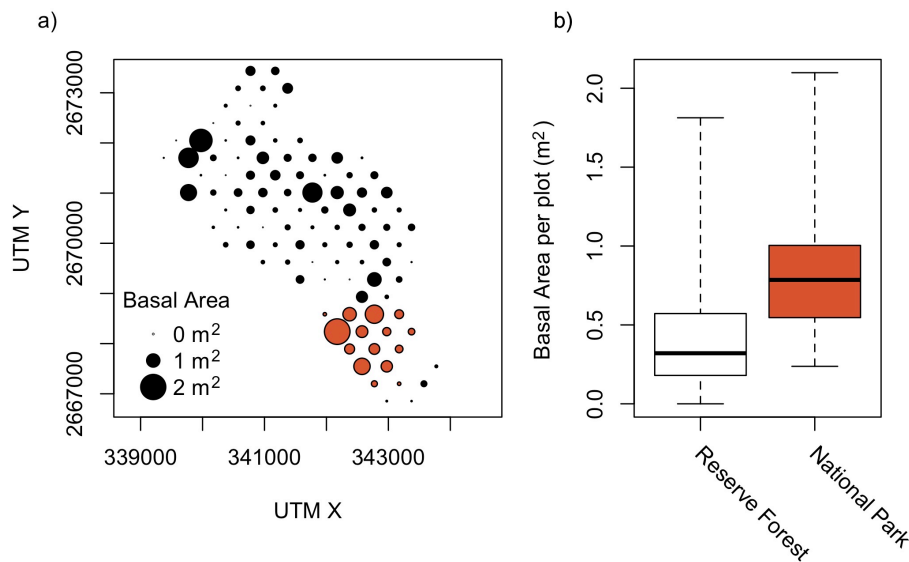 a)
UTM Y
2673000
2670000
2667000
Basal Area
0 m²
1 m²
2 m²
339000 341000 343000
UTM X
b)
Basal Area per plot (m²)
2.0
1.5
1.0
0.5
0.0
Reserve Forest
National Park